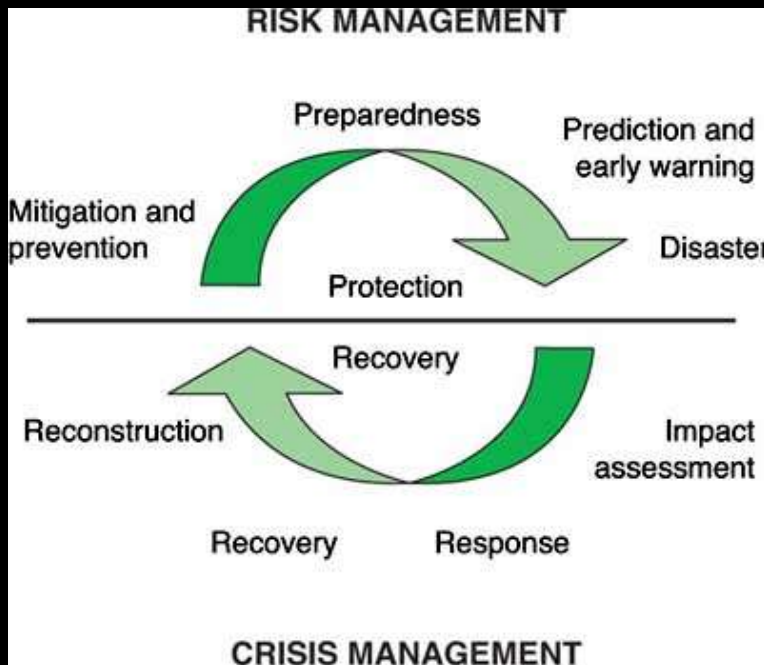 RISK MANAGEMENT
Preparedness
Prediction and
early warning
Mitigation and
prevention
Disaster
Protection
Recovery
Reconstruction
Impact
assessment
Recovery
Response
CRISIS MANAGEMENT